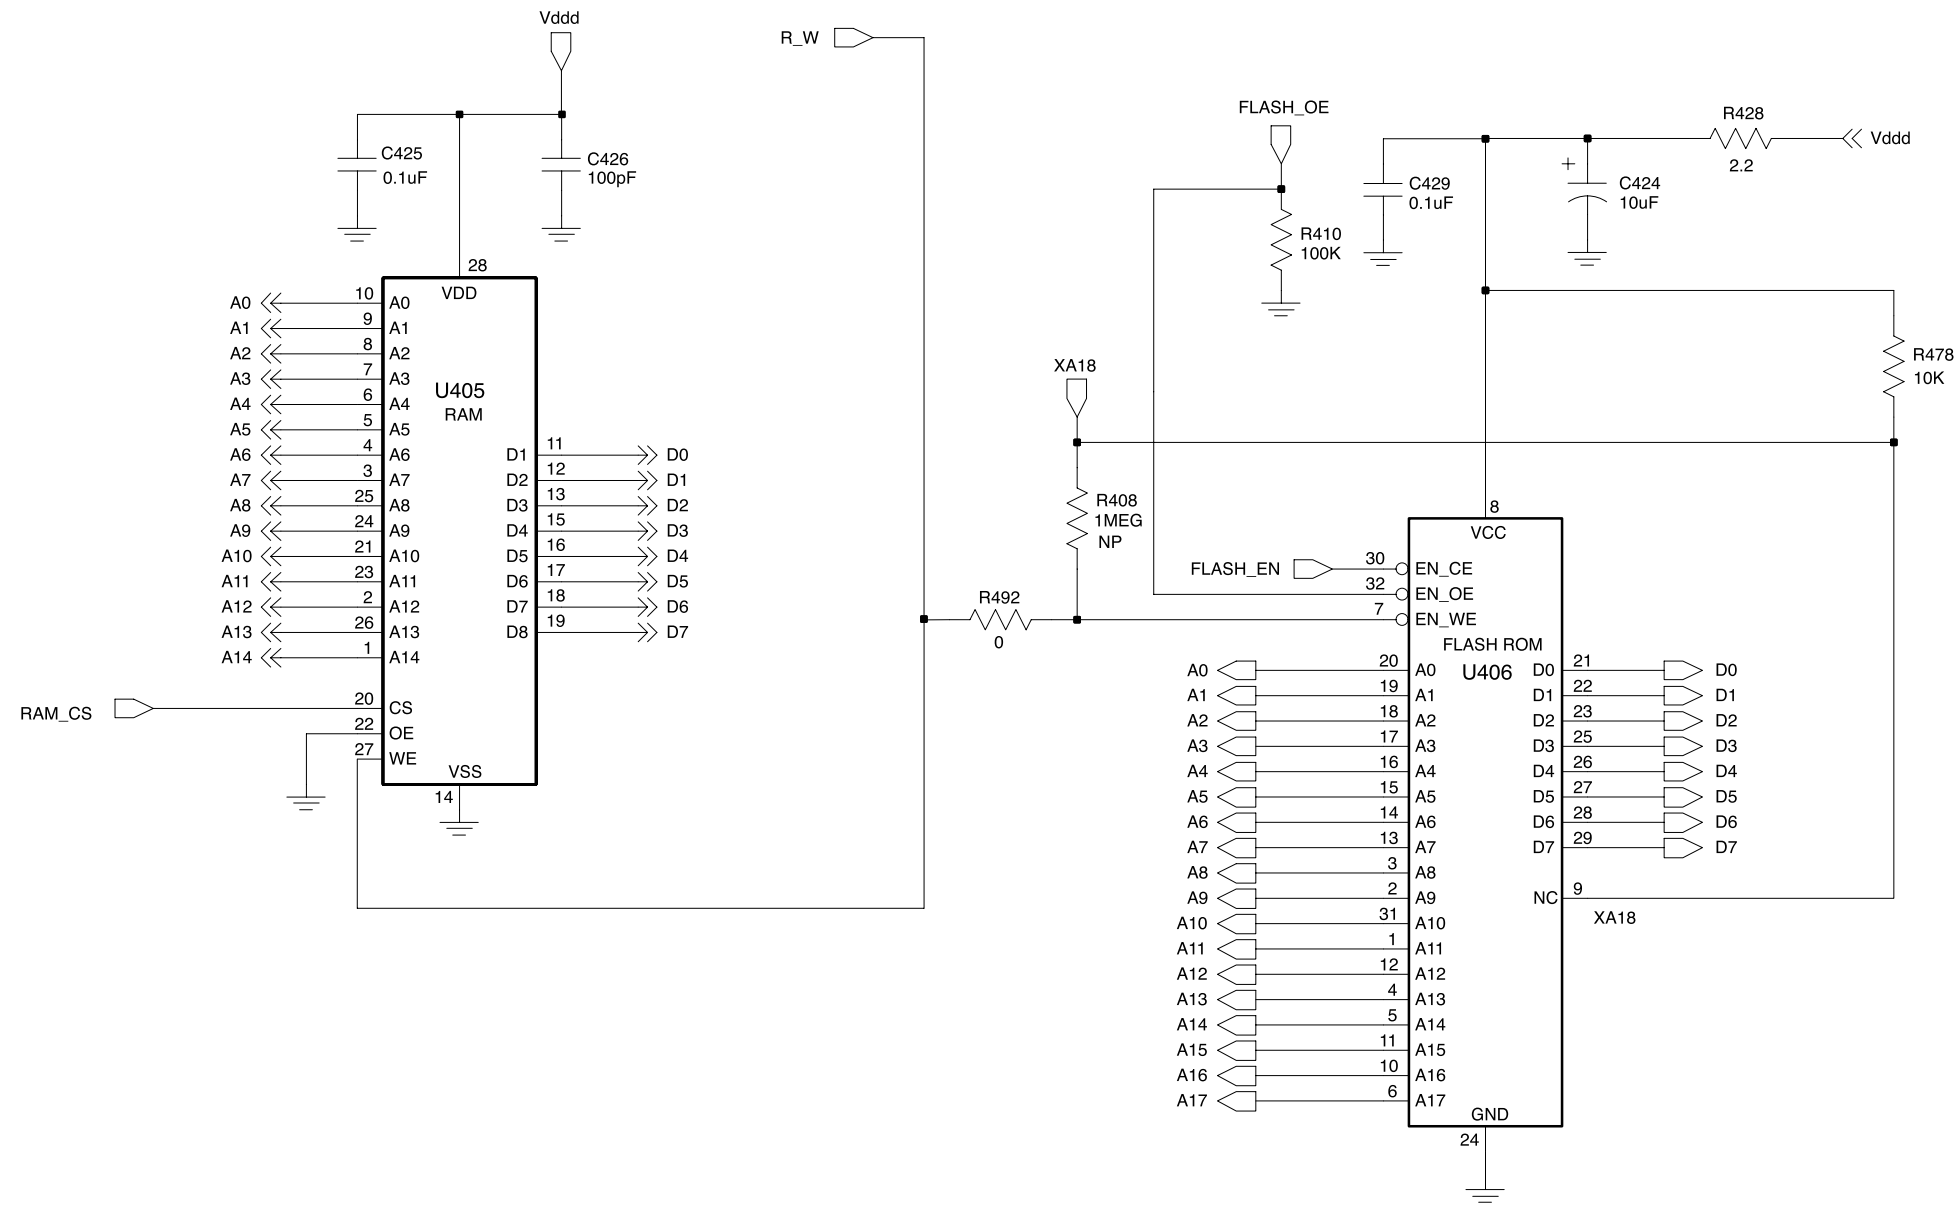 Vddd
R_W
C425
0.1uF
C426
100pF
28
VDD
U405
RAM
A0 10 A0
A1 9 A1
A2 8 A2
A3 7 A3
A4 6 A4
A5 5 A5
A6 4 A6
A7 3 A7
A8 25 A8
A9 24 A9
A10 21 A10
A11 23 A11
A12 2 A12
A13 26 A13
A14 1 A14
D1 11 D0
D2 12 D1
D3 13 D2
D4 15 D3
D5 16 D4
D6 17 D5
D7 18 D6
D8 19 D7
RAM_CS 20 CS
22 OE
27 WE
VSS
14
FLASH_OE
R410
100K
C429
0.1uF
+
C424
10uF
R428
2.2
Vddd
R478
10K
XA18
R408
1MEG
NP
R492
0
8
VCC
FLASH_EN 30 EN_CE
32 EN_OE
7 EN_WE
FLASH ROM
U406
A0 20 A0
A1 19 A1
A2 18 A2
A3 17 A3
A4 16 A4
A5 15 A5
A6 14 A6
A7 13 A7
A8 3 A8
A9 2 A9
A10 31 A10
A11 1 A11
A12 12 A12
A13 4 A13
A14 5 A14
A15 11 A15
A16 10 A16
A17 6 A17
D0 21 D0
D1 22 D1
D2 23 D2
D3 25 D3
D4 26 D4
D5 27 D5
D6 28 D6
D7 29 D7
NC 9
XA18
GND
24